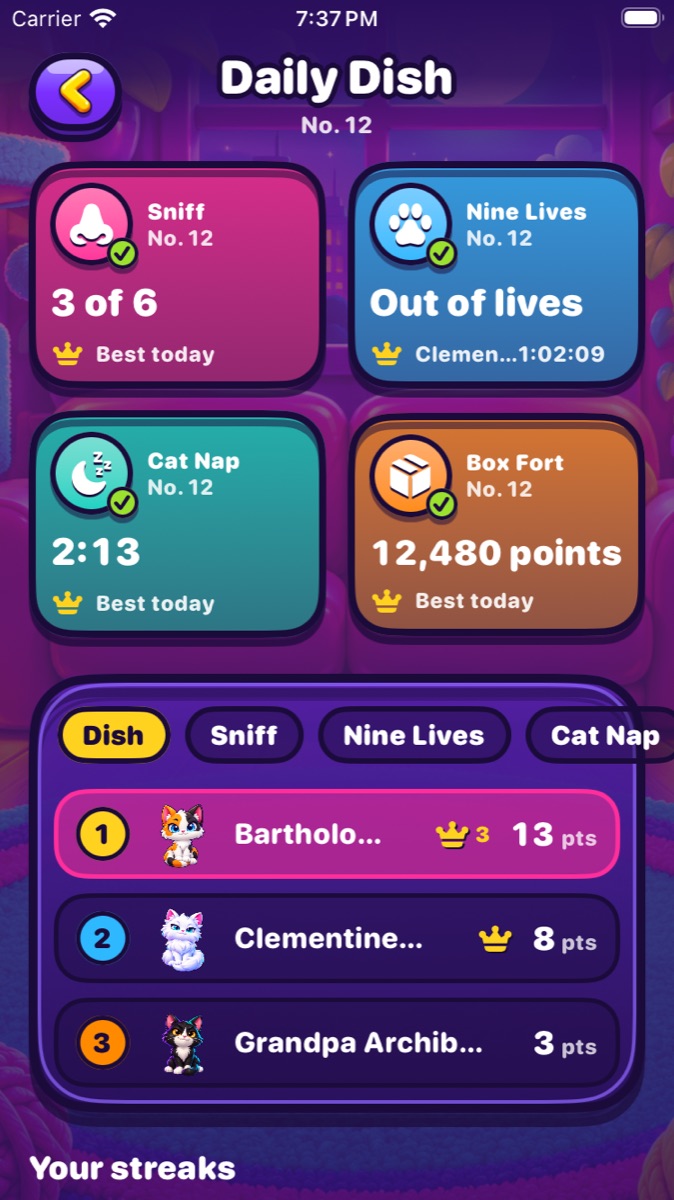 Carrier 7:37 PM
Daily Dish
No. 12
Sniff
No. 12
3 of 6
Best today
Nine Lives
No. 12
Out of lives
Clemen...1:02:09
Cat Nap
No. 12
2:13
Best today
Box Fort
No. 12
12,480 points
Best today
Dish Sniff Nine Lives Cat Nap
1 Bartholo... 3 13 pts
2 Clementine... 8 pts
3 Grandpa Archib... 3 pts
Your streaks